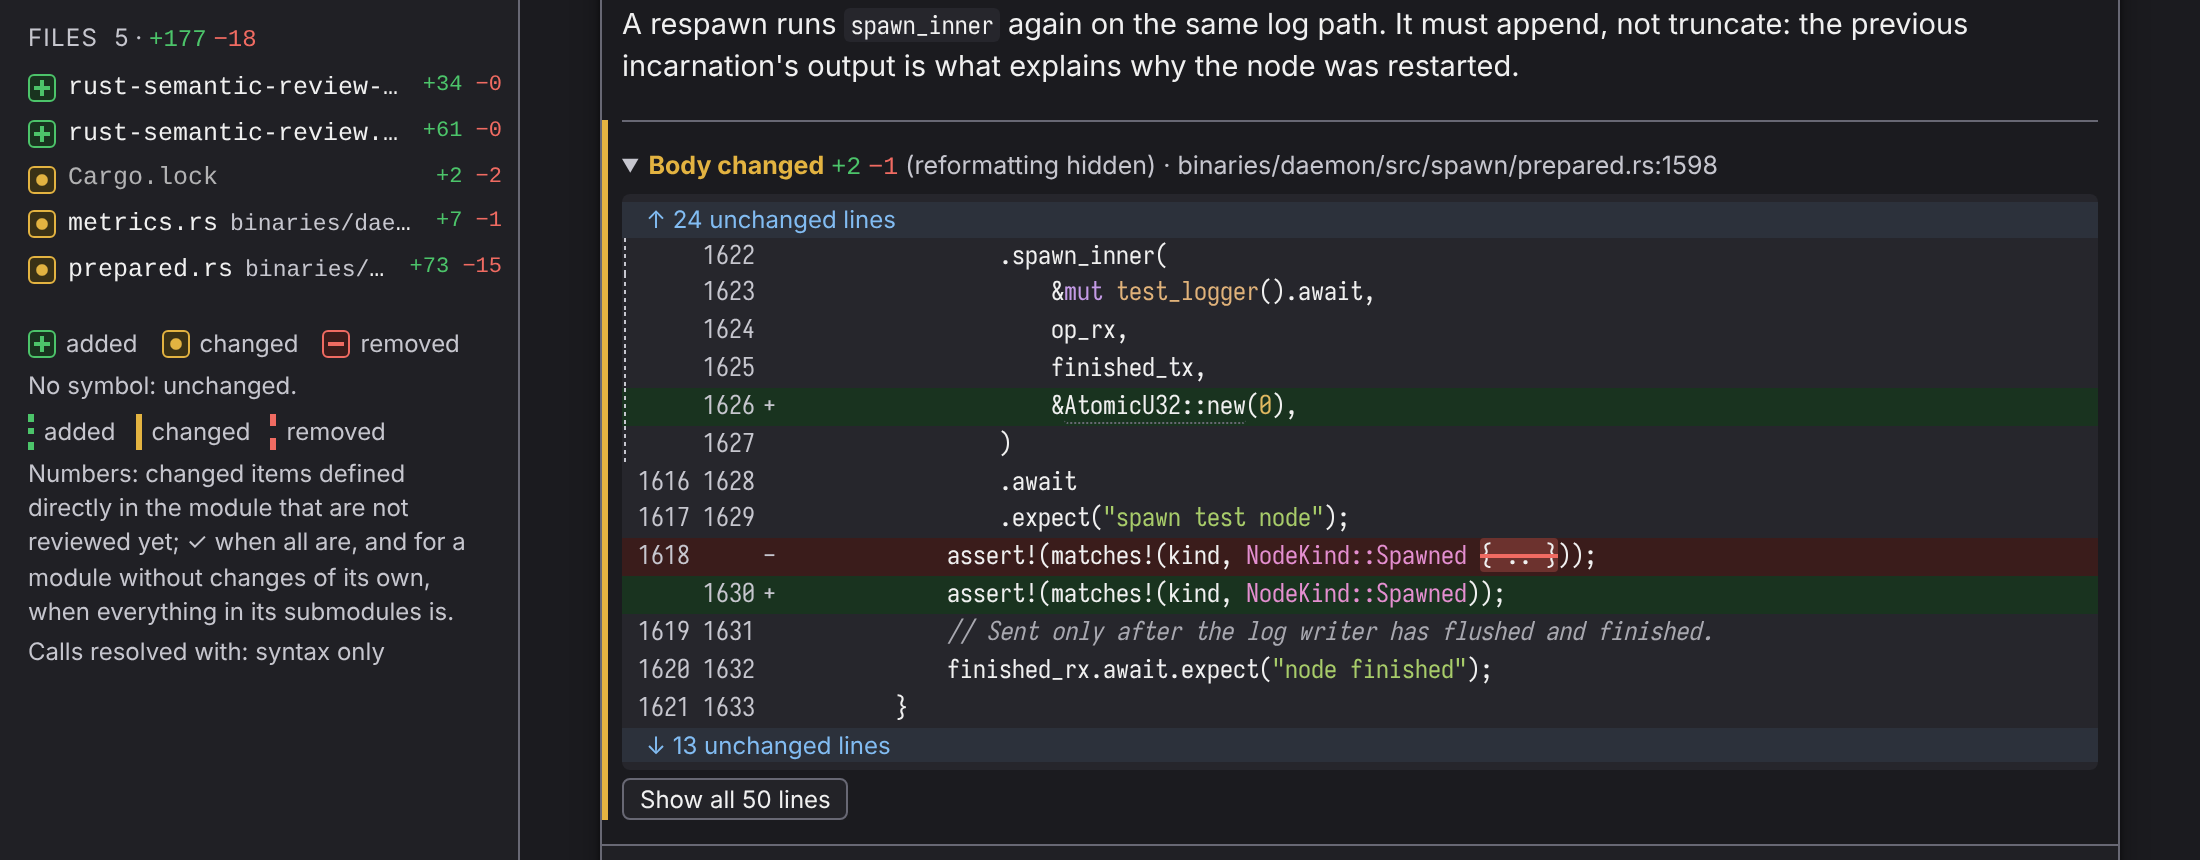 FILES 5 · +177 −18
rust-semantic-review-… +34 −0
rust-semantic-review.… +61 −0
Cargo.lock +2 −2
metrics.rs binaries/dae… +7 −1
prepared.rs binaries/… +73 −15
added changed removed
No symbol: unchanged.
added changed removed
Numbers: changed items defined
directly in the module that are not
reviewed yet; ✓ when all are, and for a
module without changes of its own,
when everything in its submodules is.
Calls resolved with: syntax only
A respawn runs spawn_inner again on the same log path. It must append, not truncate: the previous
incarnation's output is what explains why the node was restarted.
▼ Body changed +2 −1 (reformatting hidden) · binaries/daemon/src/spawn/prepared.rs:1598
↑ 24 unchanged lines
1622 .spawn_inner(
1623 &mut test_logger().await,
1624 op_rx,
1625 finished_tx,
1626 + &AtomicU32::new(0),
1627 )
1616 1628 .await
1617 1629 .expect("spawn test node");
1618 − assert!(matches!(kind, NodeKind::Spawned { .. }));
1630 + assert!(matches!(kind, NodeKind::Spawned));
1619 1631 // Sent only after the log writer has flushed and finished.
1620 1632 finished_rx.await.expect("node finished");
1621 1633 }
↓ 13 unchanged lines
Show all 50 lines